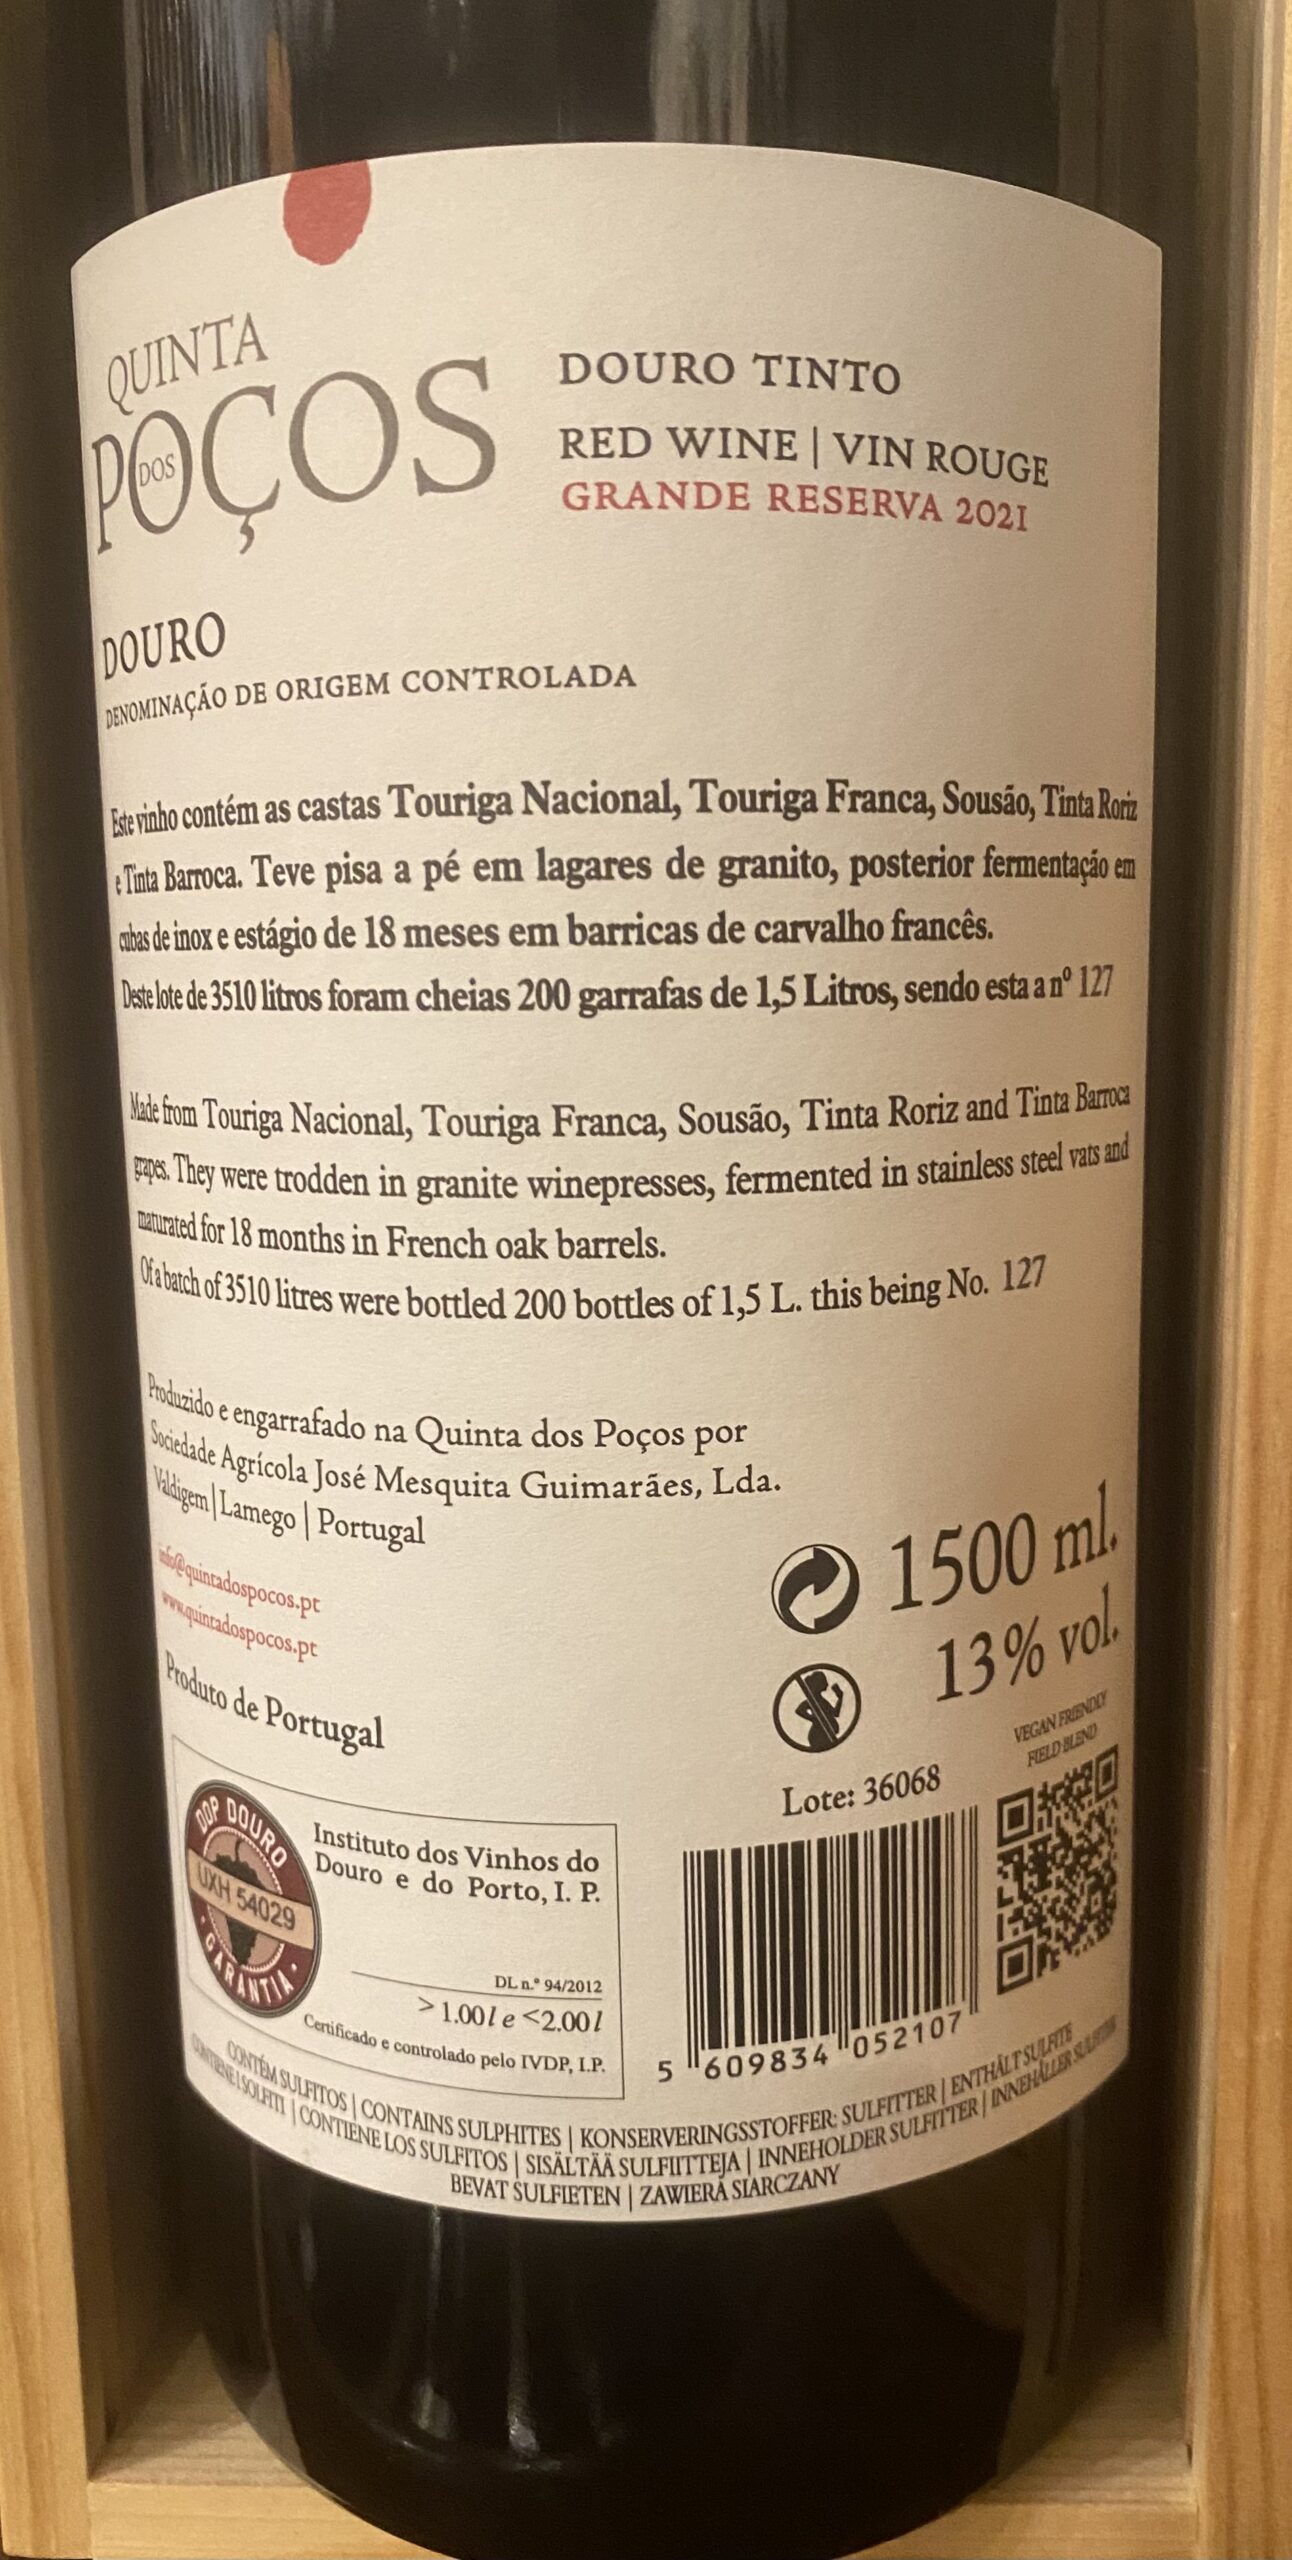 QUINTA
DOS
POÇOS
DOURO TINTO
RED WINE | VIN ROUGE
GRANDE RESERVA 2021
DOURO
DENOMINAÇÃO DE ORIGEM CONTROLADA
Este vinho contém as castas Touriga Nacional, Touriga Franca, Sousão, Tinta Roriz
e Tinta Barroca. Teve pisa a pé em lagares de granito, posterior fermentação em
cubas de inox e estágio de 18 meses em barricas de carvalho francês.
Deste lote de 3510 litros foram cheias 200 garrafas de 1,5 Litros, sendo esta a nº 127
Made from Touriga Nacional, Touriga Franca, Sousão, Tinta Roriz and Tinta Barroca
grapes. They were trodden in granite winepresses, fermented in stainless steel vats and
maturated for 18 months in French oak barrels.
Of a batch of 3510 litres were bottled 200 bottles of 1,5 L. this being No. 127
Produzido e engarrafado na Quinta dos Poços por
Sociedade Agrícola José Mesquita Guimarães, Lda.
Valdigem | Lamego | Portugal
info@quintadospocos.pt
www.quintadospocos.pt
Produto de Portugal
1500 ml.
13% vol.
VEGAN FRIENDLY
FIELD BLEND
Lote: 36068
DOP DOURO
UXH 54029
GARANTIA
Instituto dos Vinhos do
Douro e do Porto, I. P.
DL n.º 94/2012
>1.00l e <2.00l
Certificado e controlado pelo IVDP, I.P.
5 609834 052107
CONTÉM SULFITOS | CONTAINS SULPHITES | KONSERVERINGSSTOFFER: SULFITTER | ENTHÄLT SULFITE
CONTIENE I SOLFITI | CONTIENE LOS SULFITOS | SISÄLTÄÄ SULFIITTEJA | INNEHOLDER SULFITTER | INNEHÅLLER SULFITER
BEVAT SULFIETEN | ZAWIERA SIARCZANY